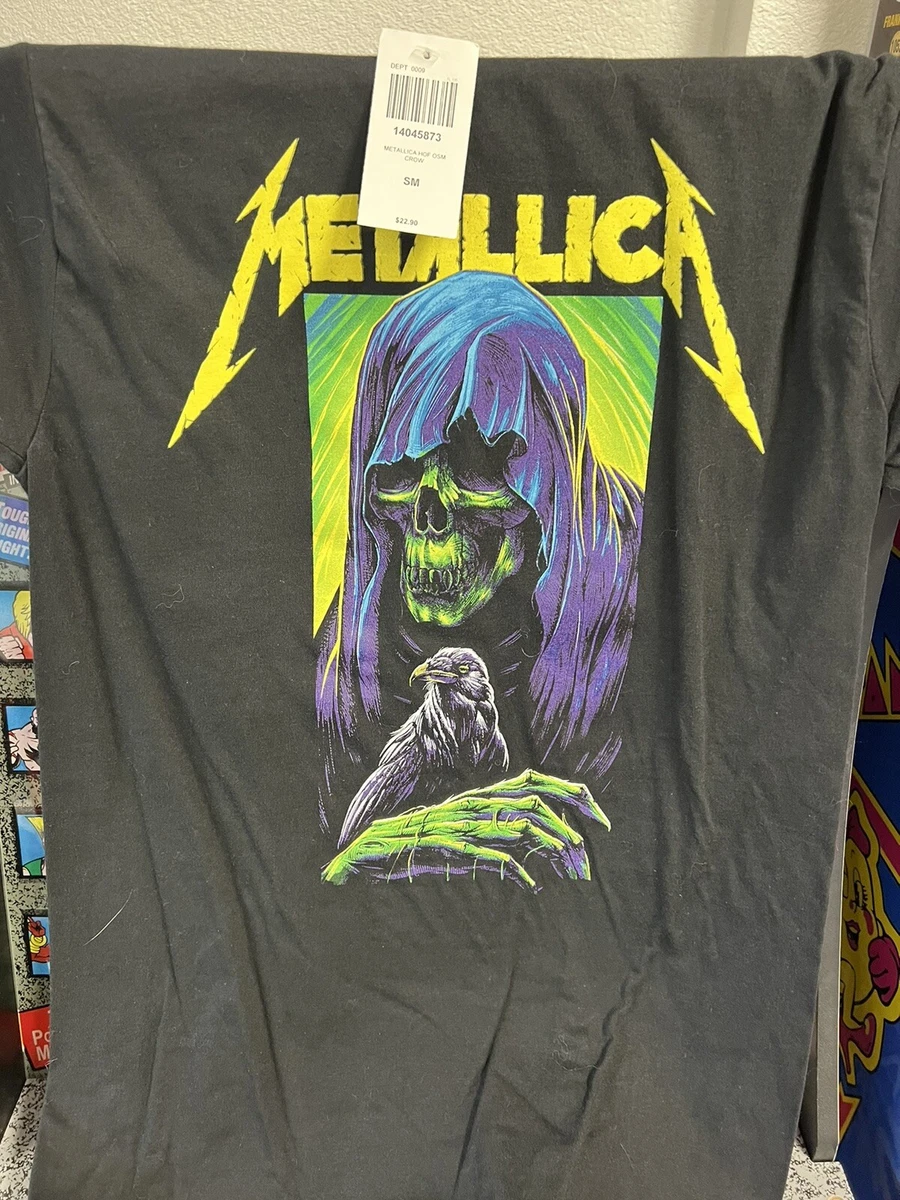 DEPT 0009
14045873
METALLICA HOF OSM
CROW
SM
$22.90
METALLICA